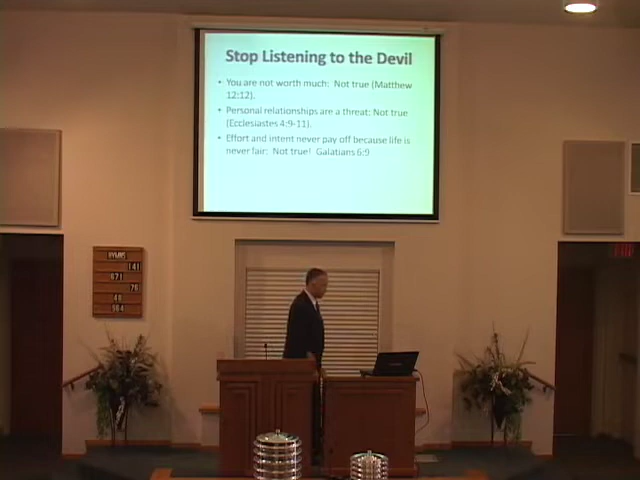 Stop Listening to the Devil
• You are not worth much: Not true (Matthew
12:12).
• Personal relationships are a threat: Not true
(Ecclesiastes 4:9-11).
• Effort and intent never pay off because life is
never fair: Not true! Galatians 6:9
HYMNS
141
671
76
48
984
EXIT